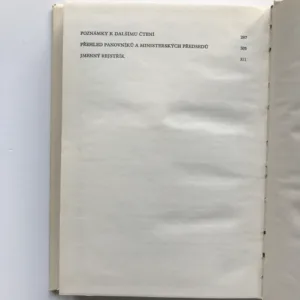 POZNÁMKY K DALŠÍMU ČTENÍ
PŘEHLED PANOVNÍKŮ A MINISTERSKÝCH PŘEDSEDŮ
JMENNÝ REJSTŘÍK